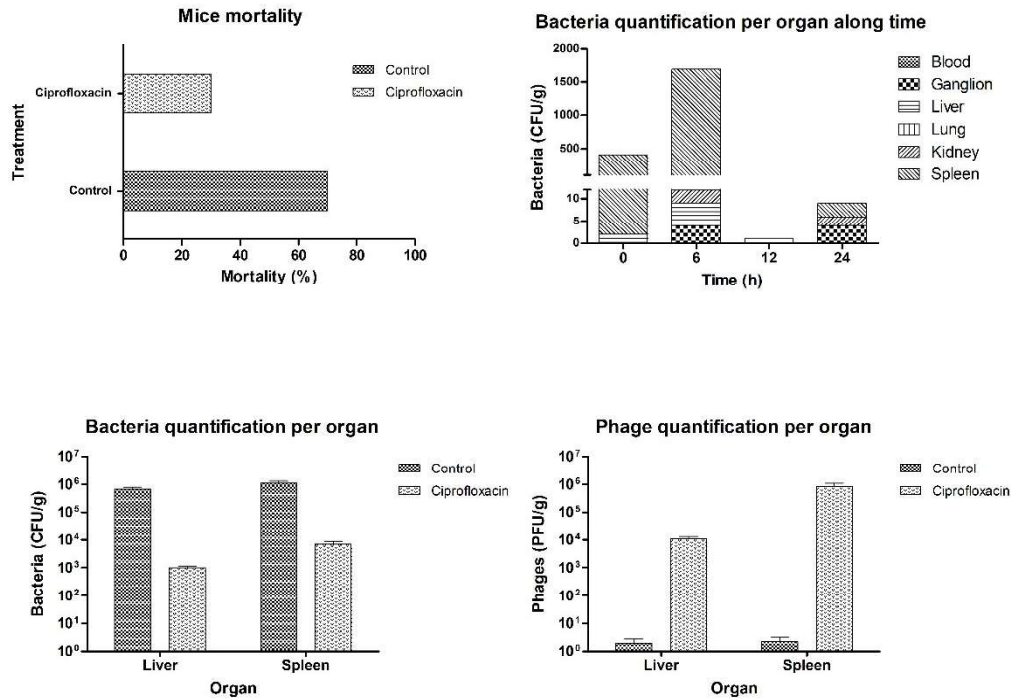 Mice mortality
Treatment
Ciprofloxacin
Control
0 20 40 60 80 100
Mortality (%)
Control
Ciprofloxacin
Bacteria quantification per organ along time
Bacteria (CFU/g)
2000
1500
1000
500
10
5
0
0 6 12 24
Time (h)
Blood
Ganglion
Liver
Lung
Kidney
Spleen
Bacteria quantification per organ
Bacteria (CFU/g)
10⁷
10⁶
10⁵
10⁴
10³
10²
10¹
10⁰
Liver Spleen
Organ
Control
Ciprofloxacin
Phage quantification per organ
Phages (PFU/g)
10⁷
10⁶
10⁵
10⁴
10³
10²
10¹
10⁰
Liver Spleen
Organ
Control
Ciprofloxacin